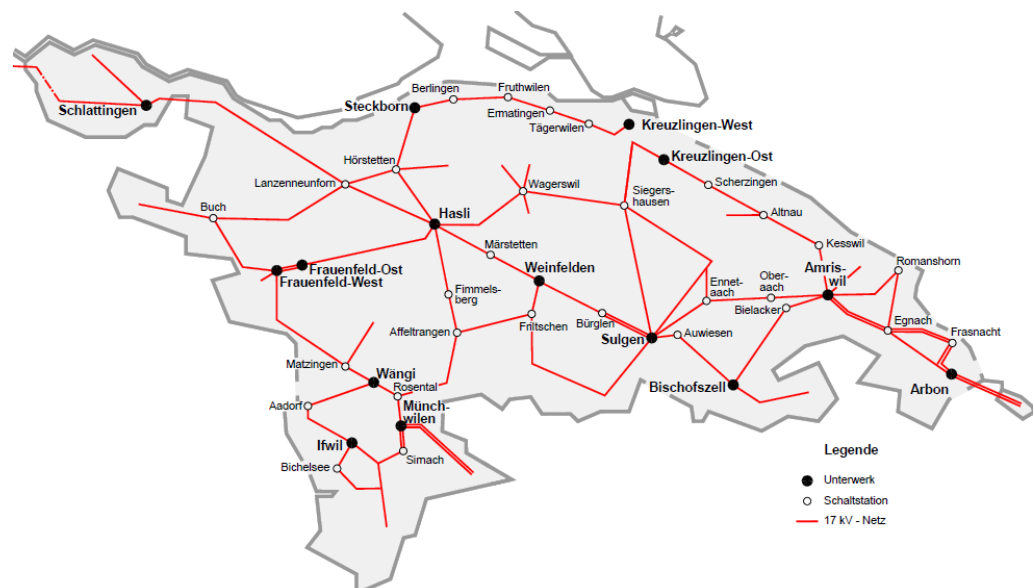 Schlattingen
Steckborn
Berlingen
Fruthwilen
Ermatingen
Tägerwilen
Kreuzlingen-West
Kreuzlingen-Ost
Hörstetten
Lanzenneunforn
Wagerswil
Siegers-
hausen
Scherzingen
Altnau
Buch
Hasli
Kesswil
Märstetten
Romanshorn
Frauenfeld-Ost
Frauenfeld-West
Weinfelden
Amris-
wil
Ober-
aach
Ennet-
aach
Bielacker
Fimmels-
berg
Egnach
Frasnacht
Affeltrangen
Friltschen
Bürglen
Sulgen
Auwiesen
Matzingen
Wängi
Rosental
Bischofszell
Arbon
Aadorf
Münch-
wilen
Ifwil
Sirnach
Bichelsee
Legende
Unterwerk
Schaltstation
17 kV - Netz